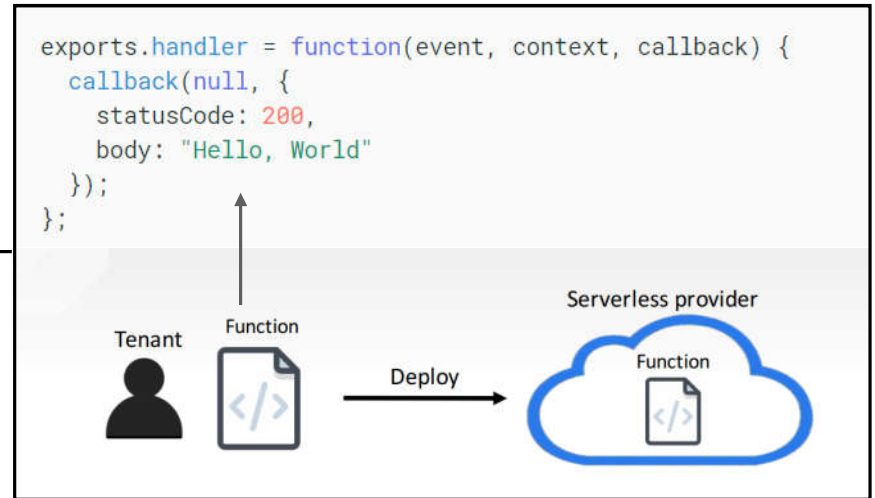 exports.handler = function(event, context, callback) {
  callback(null, {
    statusCode: 200,
    body: "Hello, World"
  });
};
Serverless provider
Tenant
Function
Function
</>
Deploy
</>